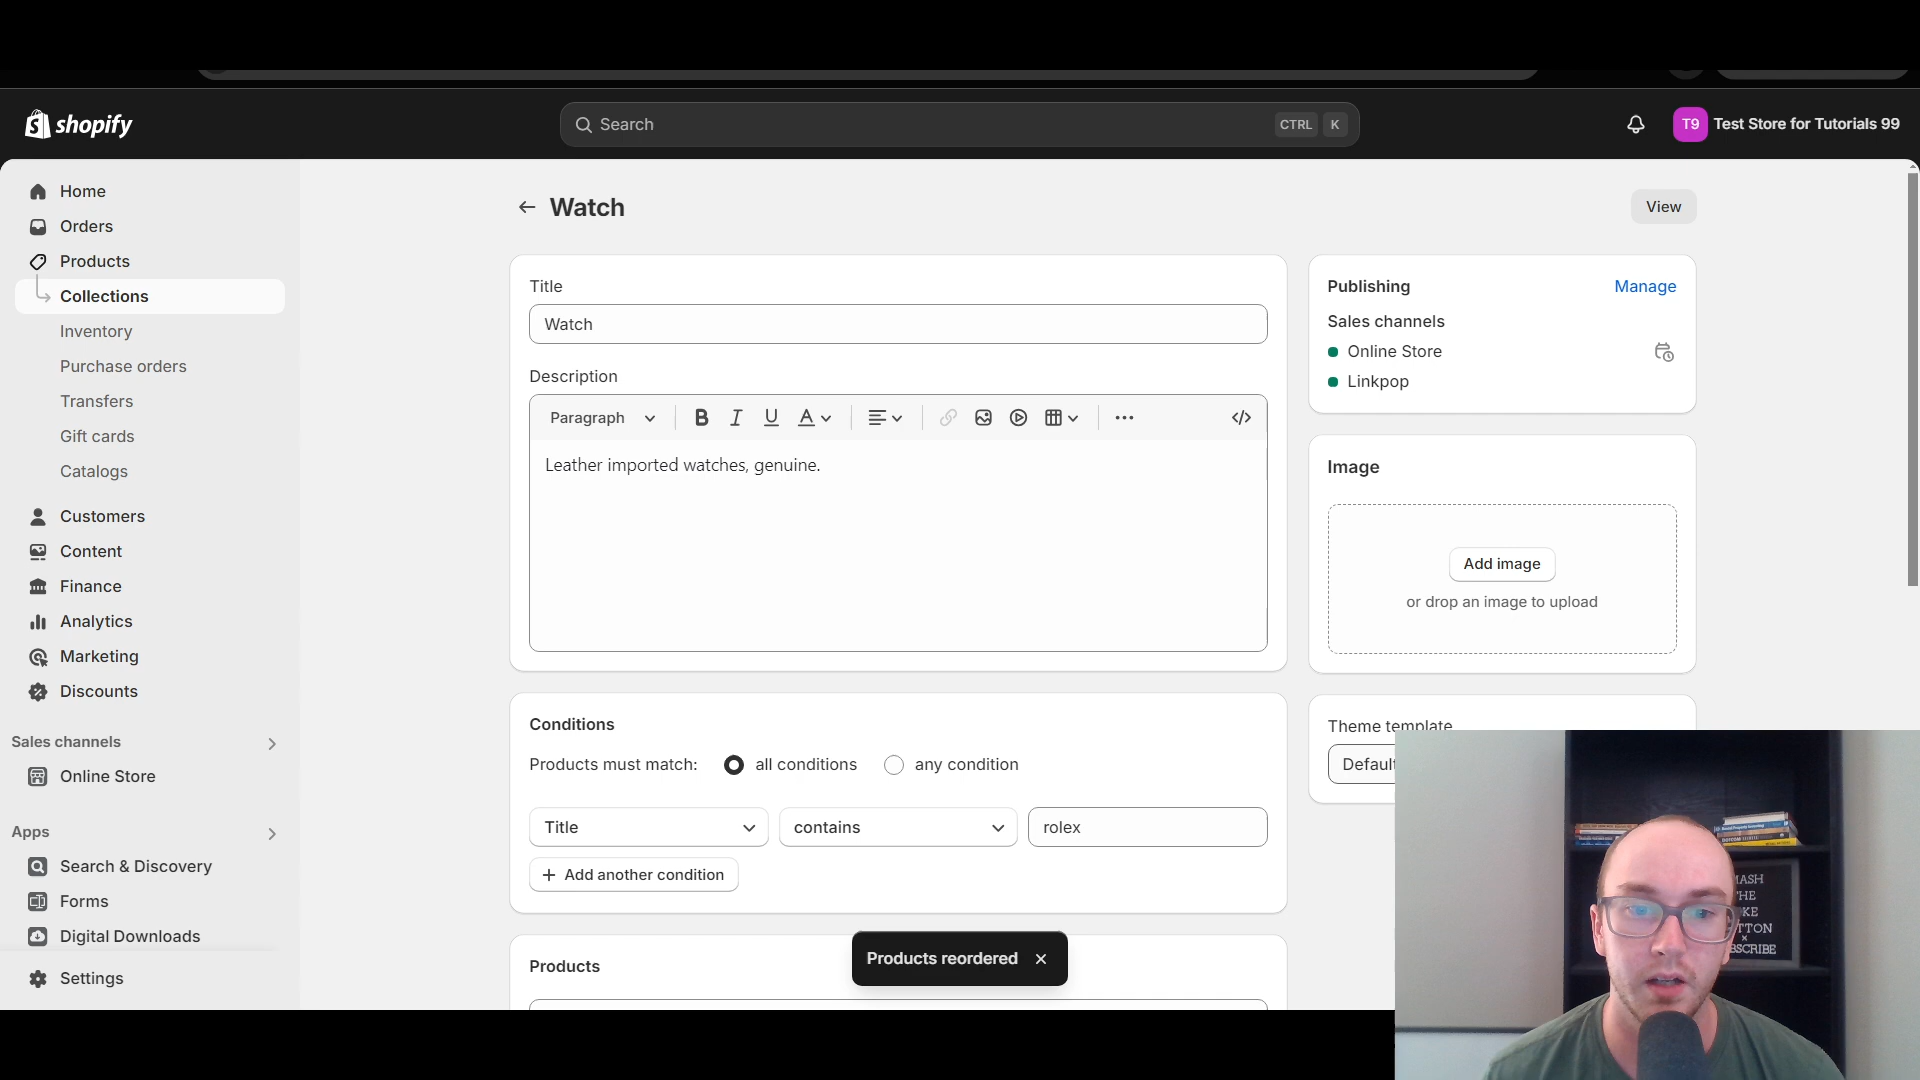 shopify
Search
CTRL K
T9 Test Store for Tutorials 99
Home
Orders
Products
Collections
Inventory
Purchase orders
Transfers
Gift cards
Catalogs
Customers
Content
Finance
Analytics
Marketing
Discounts
Sales channels
Online Store
Apps
Search & Discovery
Forms
Digital Downloads
Settings
Watch
View
Title
Watch
Description
Paragraph
Leather imported watches, genuine.
Conditions
Products must match: all conditions any condition
Title contains rolex
Add another condition
Products
Products reordered
Publishing Manage
Sales channels
Online Store
Linkpop
Image
Add image
or drop an image to upload
Theme template
Default
THE